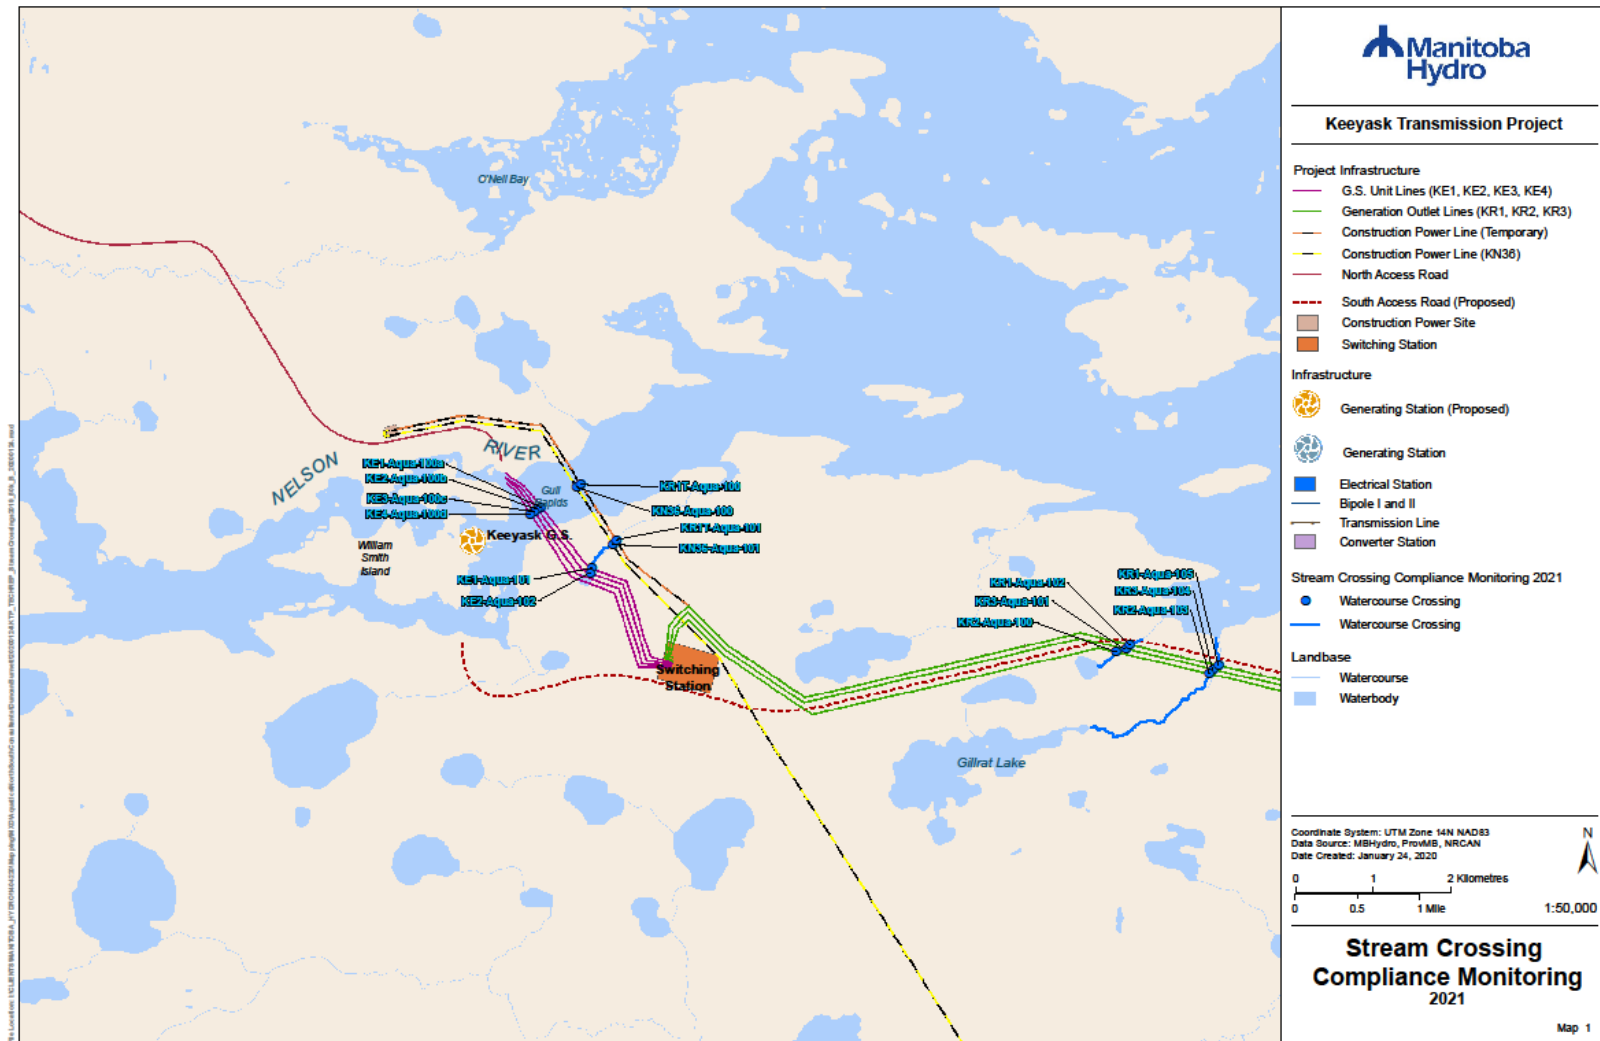 O'Neil Bay
NELSON
RIVER
Gull
Rapids
KE1-Aqua-100a
KE2-Aqua-100b
KE3-Aqua-100c
KE4-Aqua-100d
KR1T-Aqua-100
KN36-Aqua-100
KRT1-Aqua-101
KN36-Aqua-101
Keeyask G.S.
William
Smith
Island
KE1-Aqua-101
KE2-Aqua-102
KR1-Aqua-102
KR3-Aqua-101
KR2-Aqua-100
KR1-Aqua-105
KR3-Aqua-104
KR2-Aqua-103
Switching
Station
Gillrat Lake
Manitoba
Hydro
Keeyask Transmission Project
Project Infrastructure
G.S. Unit Lines (KE1, KE2, KE3, KE4)
Generation Outlet Lines (KR1, KR2, KR3)
Construction Power Line (Temporary)
Construction Power Line (KN36)
North Access Road
South Access Road (Proposed)
Construction Power Site
Switching Station
Infrastructure
Generating Station (Proposed)
Generating Station
Electrical Station
Bipole I and II
Transmission Line
Converter Station
Stream Crossing Compliance Monitoring 2021
Watercourse Crossing
Watercourse Crossing
Landbase
Watercourse
Waterbody
Coordinate System: UTM Zone 14N NAD83
Data Source: MBHydro, ProvMB, NRCAN
Date Created: January 24, 2020
N
0 1 2 Kilometres
0 0.5 1 Mile
1:50,000
Stream Crossing
Compliance Monitoring
2021
Map 1